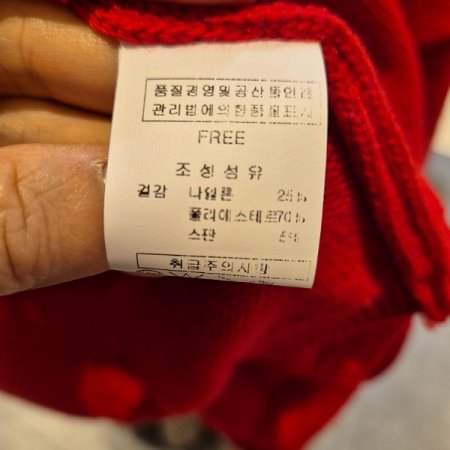 품질경영및공산품안전
관리법에의한품질표시
FREE
조성섬유
겉감 나일론 25%
폴리에스테르70%
스판 5%
취급주의사항